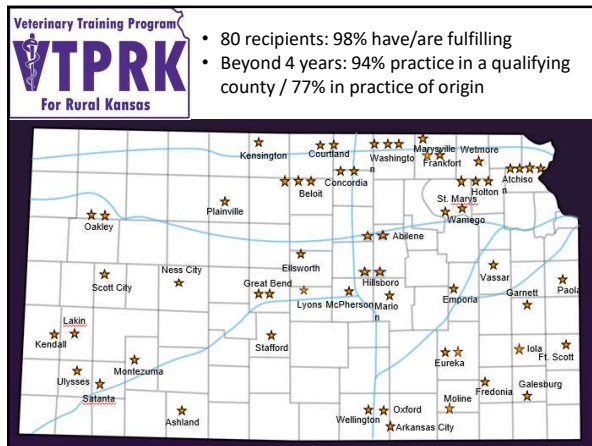 Veterinary Training Program
VTPRK
For Rural Kansas
• 80 recipients: 98% have/are fulfilling
• Beyond 4 years: 94% practice in a qualifying
county / 77% in practice of origin
Kensington
Courtland
Washingto
n
Marysville
Frankfort
Wetmore
Atchiso
n
Beloit
Concordia
Holton
St. Marys
Wamego
Plainville
Oakley
Abilene
Ellsworth
Scott City
Ness City
Great Bend
Lyons
McPherson
Hillsboro
Mario
n
Emporia
Vassar
Garnett
Paola
Lakin
Kendall
Stafford
Eureka
Iola
Ft. Scott
Ulysses
Satanta
Montezuma
Ashland
Wellington
Oxford
Arkansas City
Moline
Fredonia
Galesburg